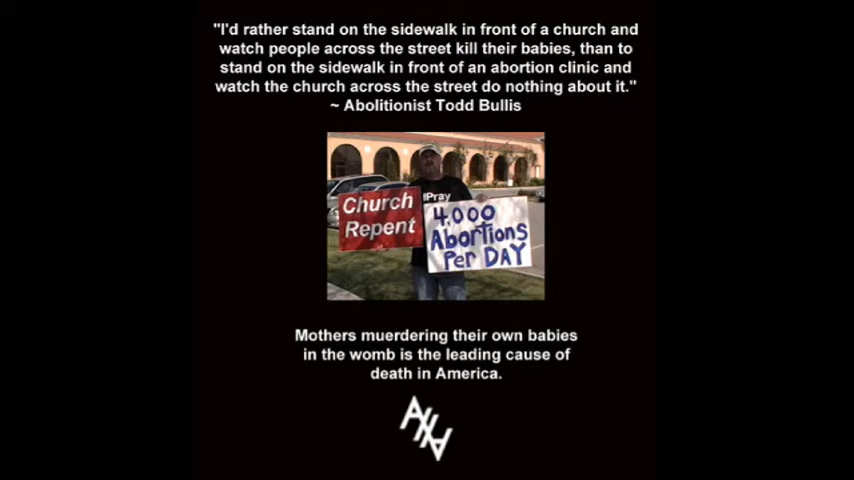 "I'd rather stand on the sidewalk in front of a church and
watch people across the street kill their babies, than to
stand on the sidewalk in front of an abortion clinic and
watch the church across the street do nothing about it."
~ Abolitionist Todd Bullis
IPray
Church
Repent
4,000
Abortions
Per DAY
Mothers muerdering their own babies
in the womb is the leading cause of
death in America.